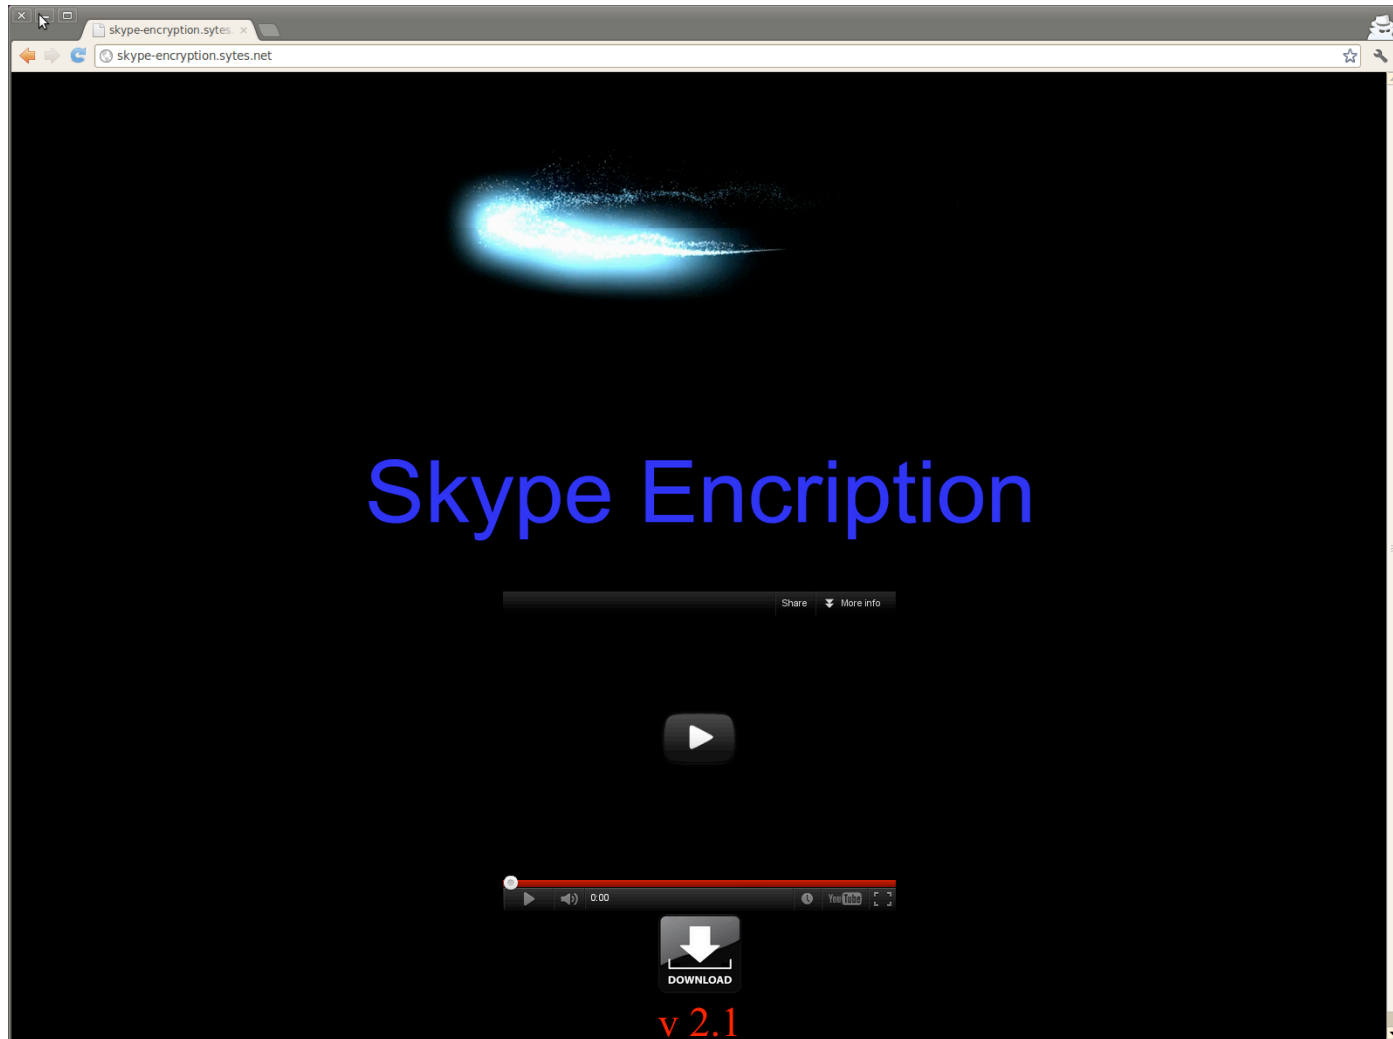 skype-encryption.sytes.
skype-encryption.sytes.net
Skype Encription
Share More info
0:00 YouTube
DOWNLOAD
v 2.1